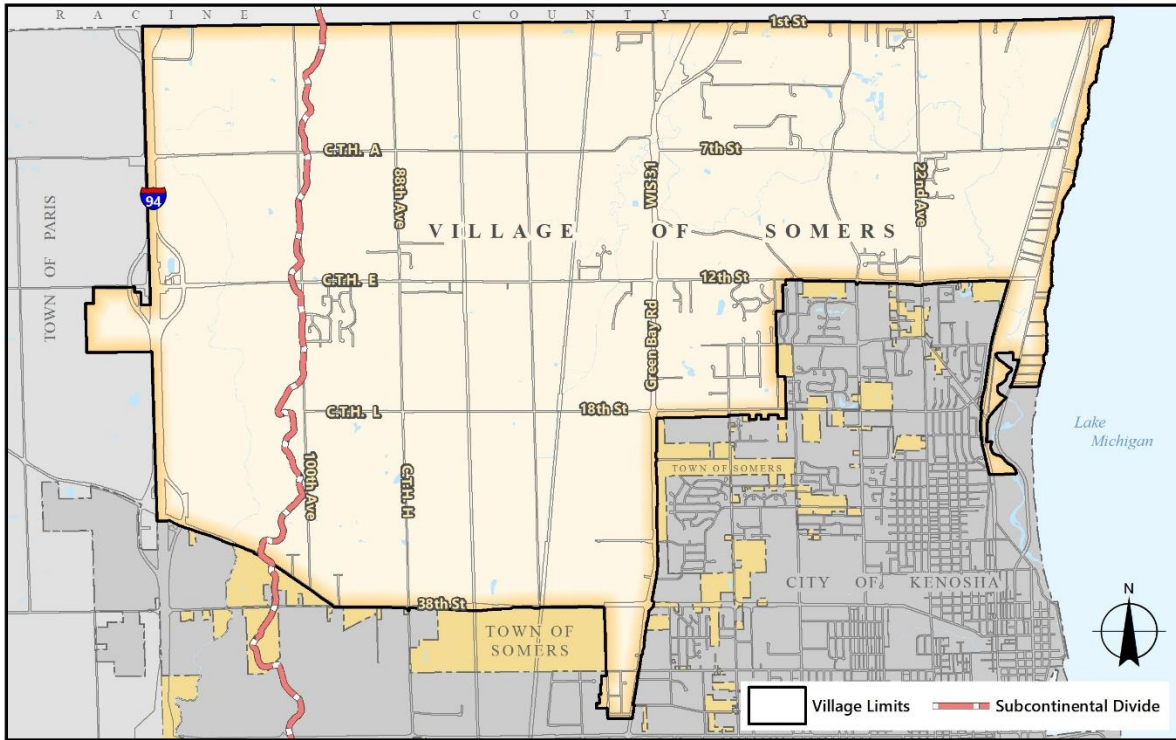 RACINE COUNTY
1st St
C.T.H. A
7th St
94
88th Ave
WIS 31
22nd Ave
TOWN OF PARIS
VILLAGE OF SOMERS
C.T.H. E
12th St
Green Bay Rd
C.T.H. L
18th St
Lake
Michigan
100th Ave
C.T.H. H
TOWN OF SOMERS
CITY OF KENOSHA
38th St
TOWN OF
SOMERS
N
Village Limits
Subcontinental Divide